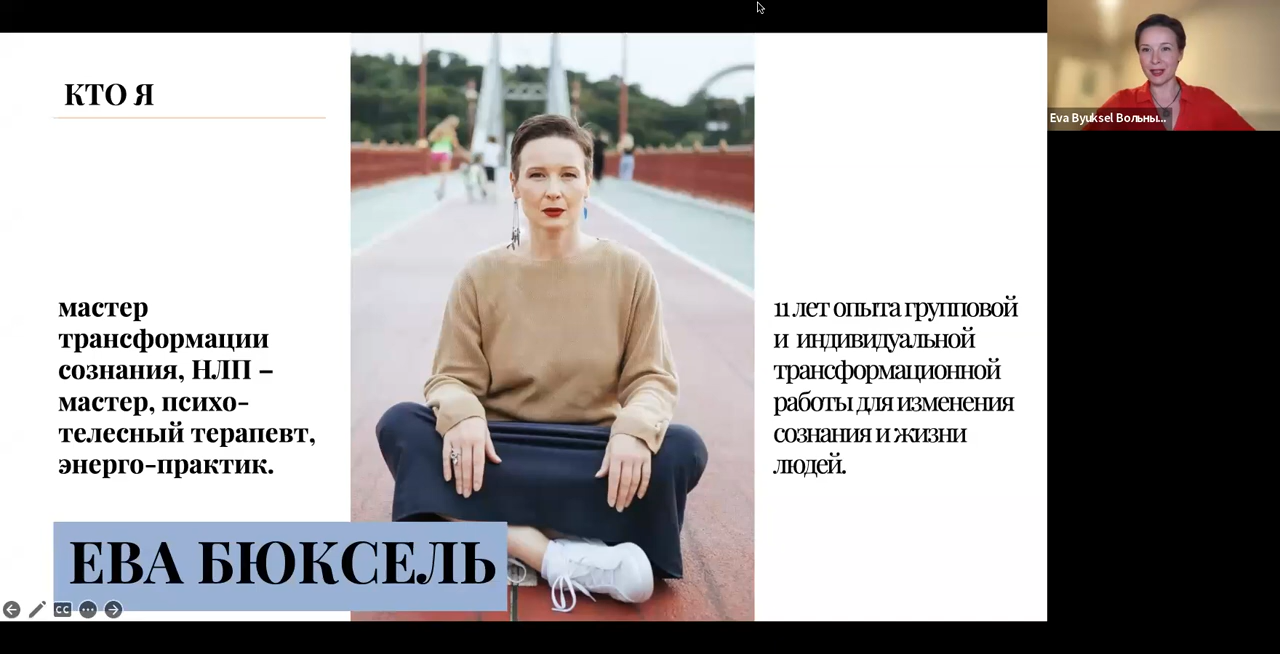 КТО Я
мастер
трансформации
сознания, НЛП –
мастер, психо-
телесный терапевт,
энерго-практик.
ЕВА БЮКСЕЛЬ
11 лет опыта групповой
и индивидуальной
трансформационной
работы для изменения
сознания и жизни
людей.
Eva Byuksel Вольны...
CC